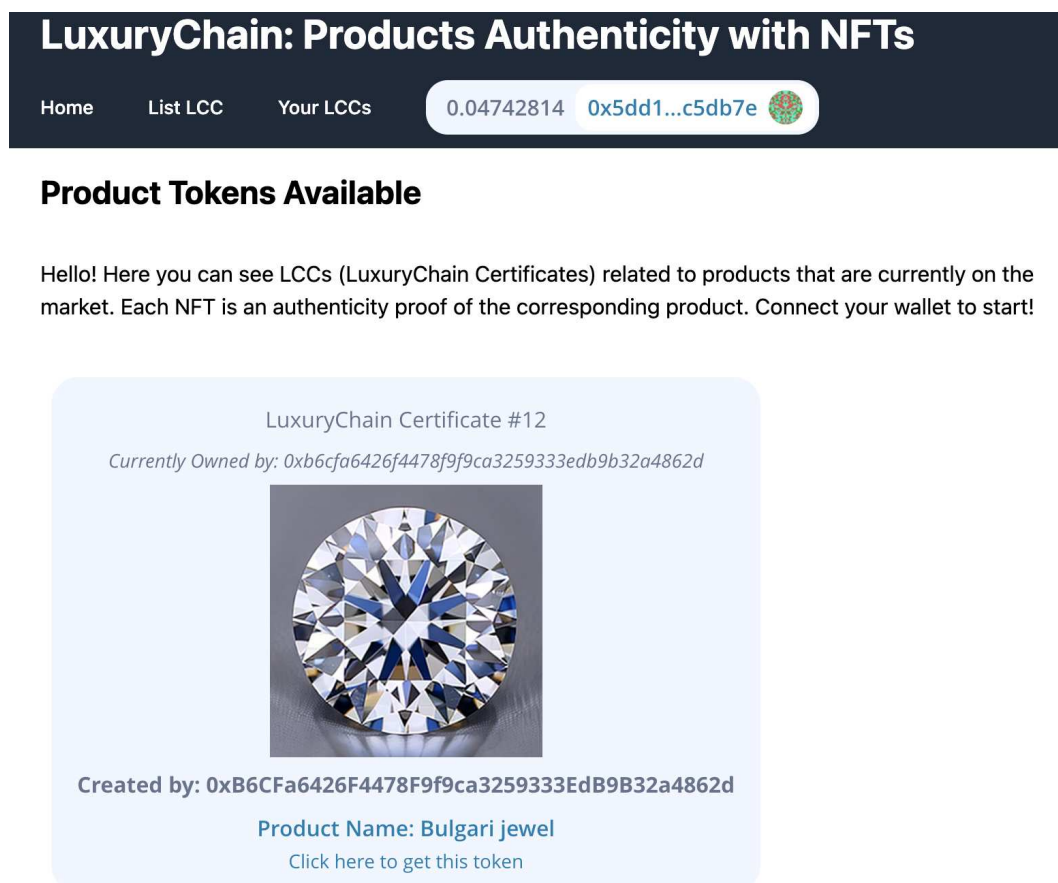 LuxuryChain: Products Authenticity with NFTs
Home List LCC Your LCCs 0.04742814 0x5dd1...c5db7e
Product Tokens Available
Hello! Here you can see LCCs (LuxuryChain Certificates) related to products that are currently on the
market. Each NFT is an authenticity proof of the corresponding product. Connect your wallet to start!
LuxuryChain Certificate #12
Currently Owned by: 0xb6cfa6426f4478f9f9ca3259333edb9b32a4862d
Created by: 0xB6CFa6426F4478F9f9ca3259333EdB9B32a4862d
Product Name: Bulgari jewel
Click here to get this token